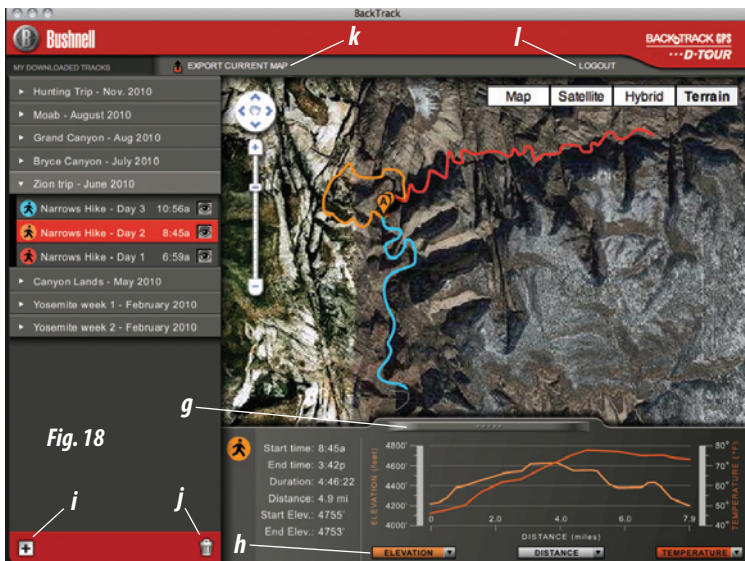 BackTrack
B Bushnell
k
l
BACKTRACK GPS
D-TOUR
MY DOWNLOADED TRACKS
EXPORT CURRENT MAP
LOGOUT
Hunting Trip - Nov. 2010
Moab - August 2010
Grand Canyon - Aug 2010
Bryce Canyon - July 2010
Zion trip - June 2010
Narrows Hike - Day 3 10:56a
Narrows Hike - Day 2 8:45a
Narrows Hike - Day 1 6:59a
Canyon Lands - May 2010
Yosemite week 1 - February 2010
Yosemite week 2 - February 2010
Map Satellite Hybrid Terrain
A
g
Fig. 18
i
j
h
Start time: 8:45a
End time: 3:42p
Duration: 4:46:22
Distance: 4.9 mi
Start Elev.: 4755'
End Elev.: 4753'
ELEVATION (feet)
4800'
4600'
4400'
4200'
4000'
0 2.0 4.0 6.0 7.9
DISTANCE (miles)
80°
70°
60°
50°
40°
TEMPERATURE (°F)
ELEVATION
DISTANCE
TEMPERATURE